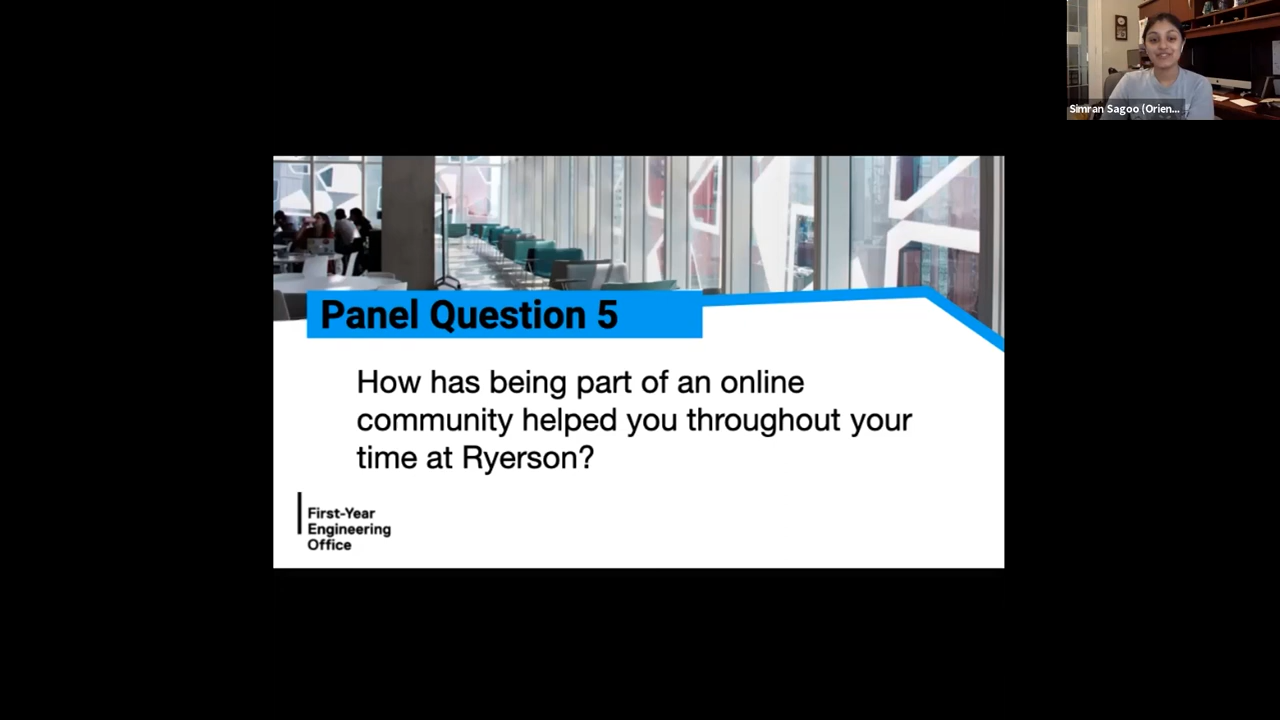 Simran Sagoo (Orien...
Panel Question 5
How has being part of an online
community helped you throughout your
time at Ryerson?
First-Year
Engineering
Office